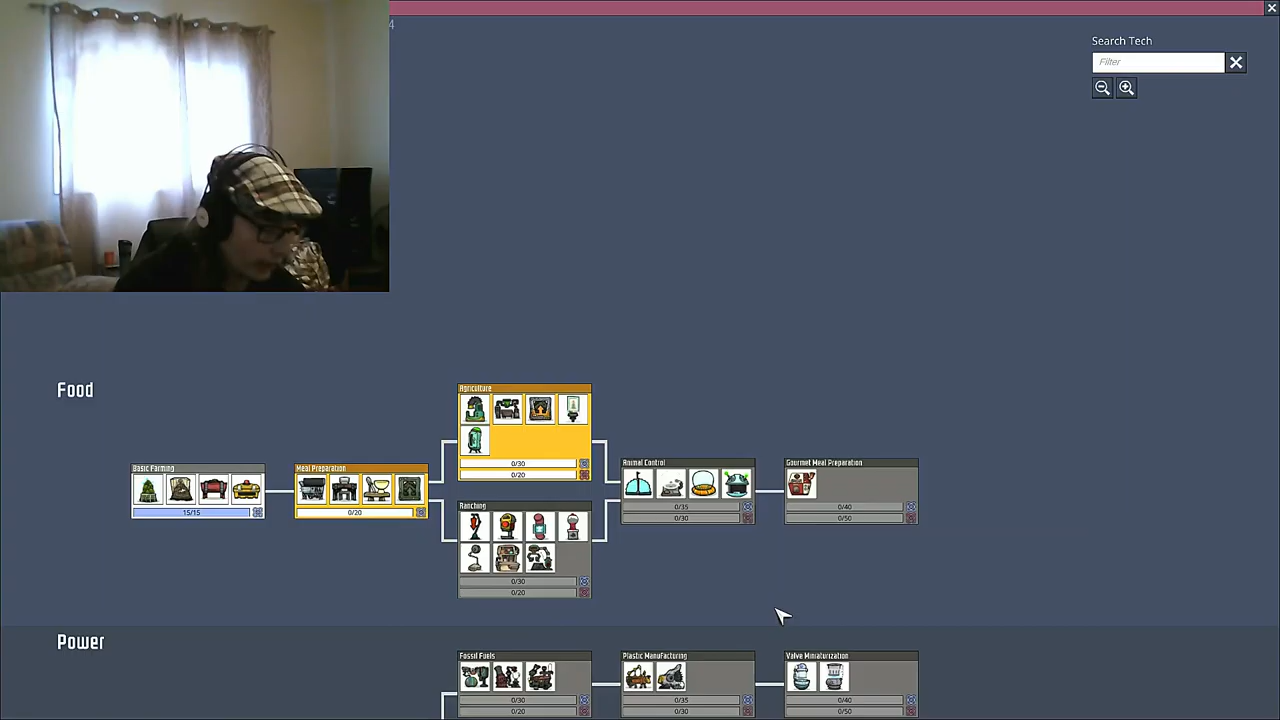 4
Search Tech
Filter
Food
Agriculture
0/30
0/20
Basic Farming
15/15
Meal Preparation
0/20
Animal Control
0/35
0/30
Gourmet Meal Preparation
0/40
0/50
Ranching
0/30
0/20
Power
Fossil Fuels
0/30
0/20
Plastic Manufacturing
0/35
0/30
Valve Miniaturization
0/40
0/50